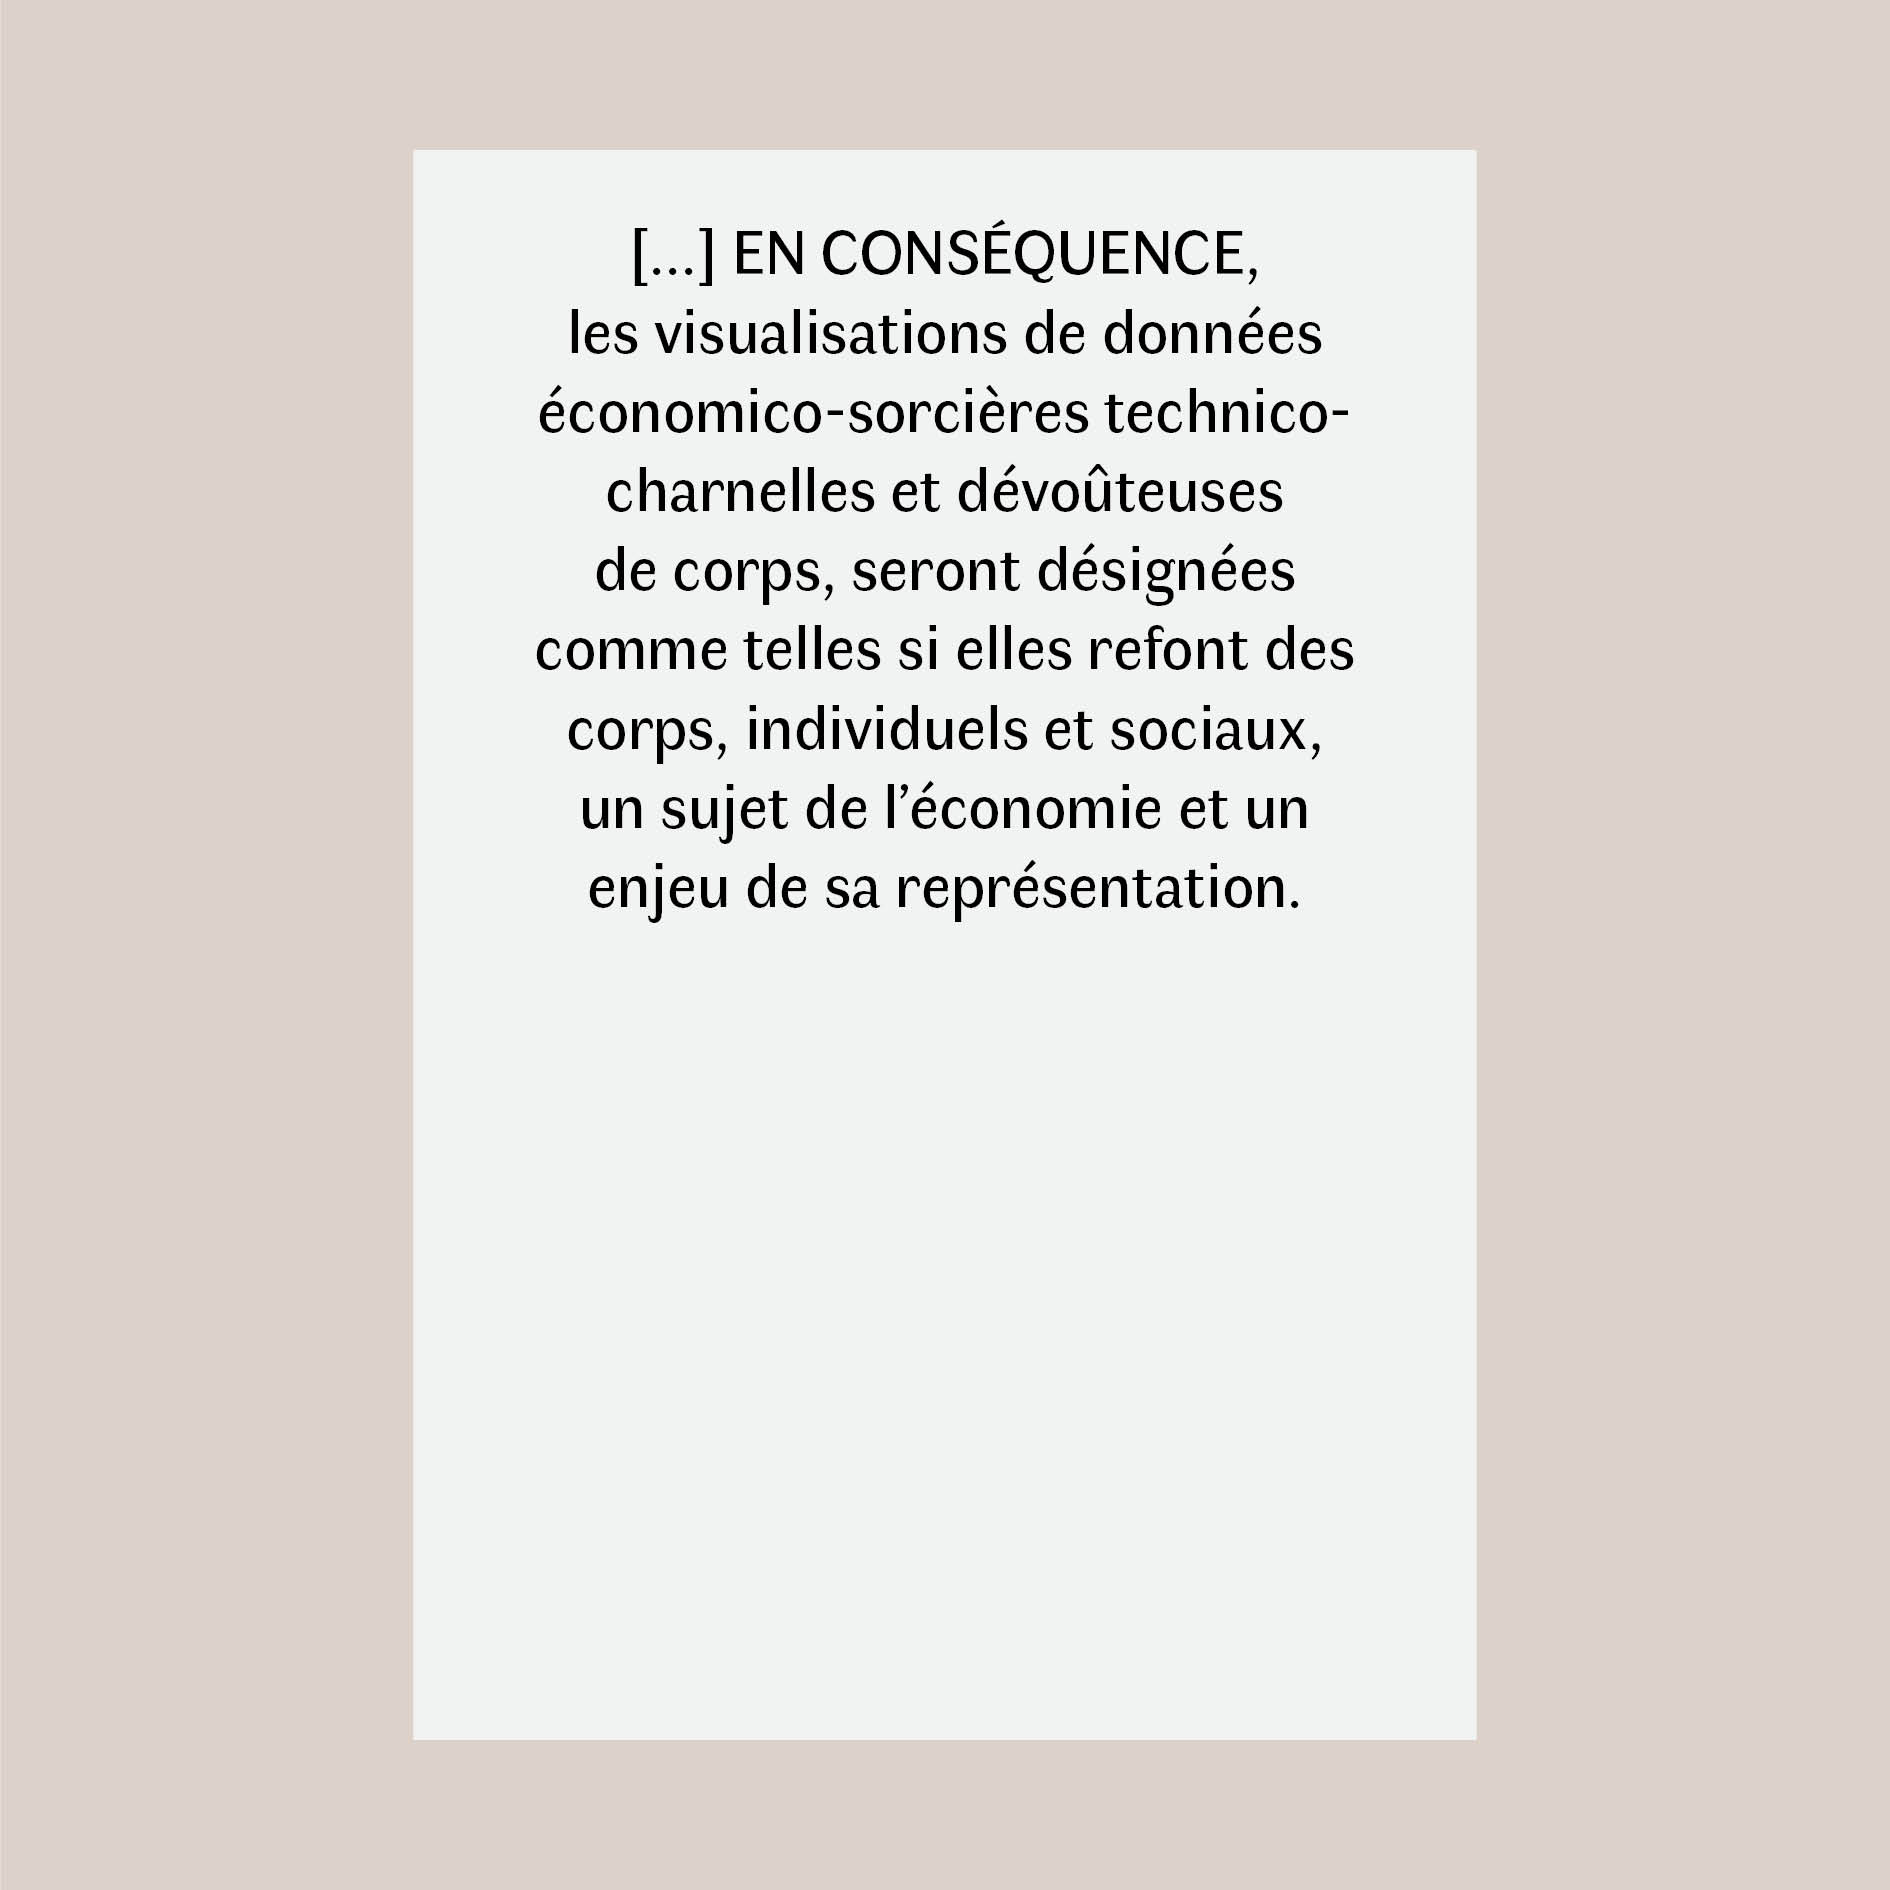 […] EN CONSÉQUENCE,
les visualisations de données
économico-sorcières technico-
charnelles et dévoûteuses
de corps, seront désignées
comme telles si elles refont des
corps, individuels et sociaux,
un sujet de l’économie et un
enjeu de sa représentation.